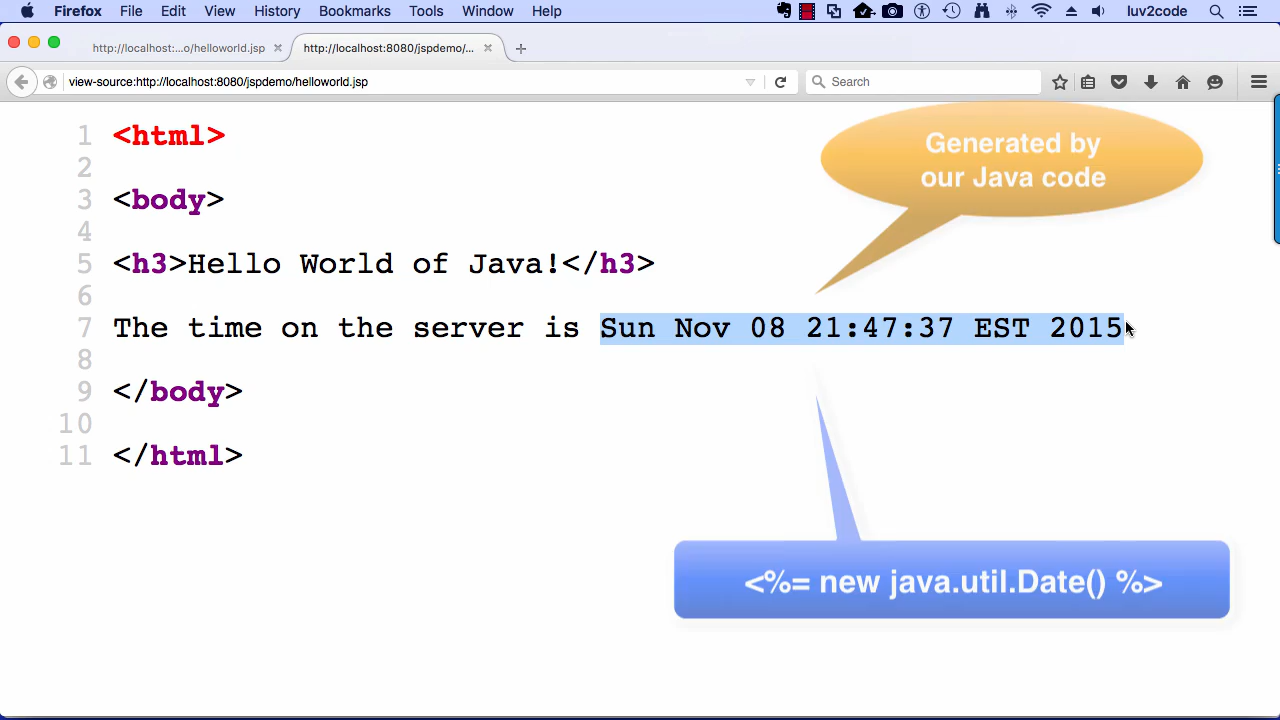 Firefox File Edit View History Bookmarks Tools Window Help luv2code
http://localhost:...o/helloworld.jsp http://localhost:8080/jspdemo/...
view-source:http://localhost:8080/jspdemo/helloworld.jsp Search
Generated by
our Java code
1 <html>
2
3 <body>
4
5 <h3>Hello World of Java!</h3>
6
7 The time on the server is Sun Nov 08 21:47:37 EST 2015
8
9 </body>
10
11 </html>
<%= new java.util.Date() %>